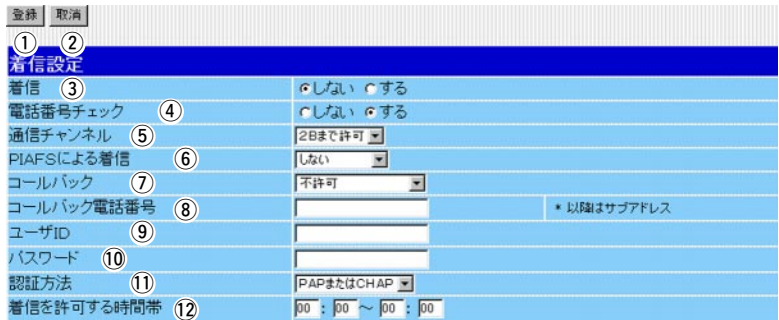 登録 取消
① ②
着信設定
着信 ③ しない する
電話番号チェック ④ しない する
通信チャンネル ⑤ 2Bまで許可
PIAFSによる着信 ⑥ しない
コールバック ⑦ 不許可
コールバック電話番号 ⑧ * 以降はサブアドレス
ユーザID ⑨
パスワード ⑩
認証方法 ⑪ PAPまたはCHAP
着信を許可する時間帯 ⑫ 00 : 00 ～ 00 : 00